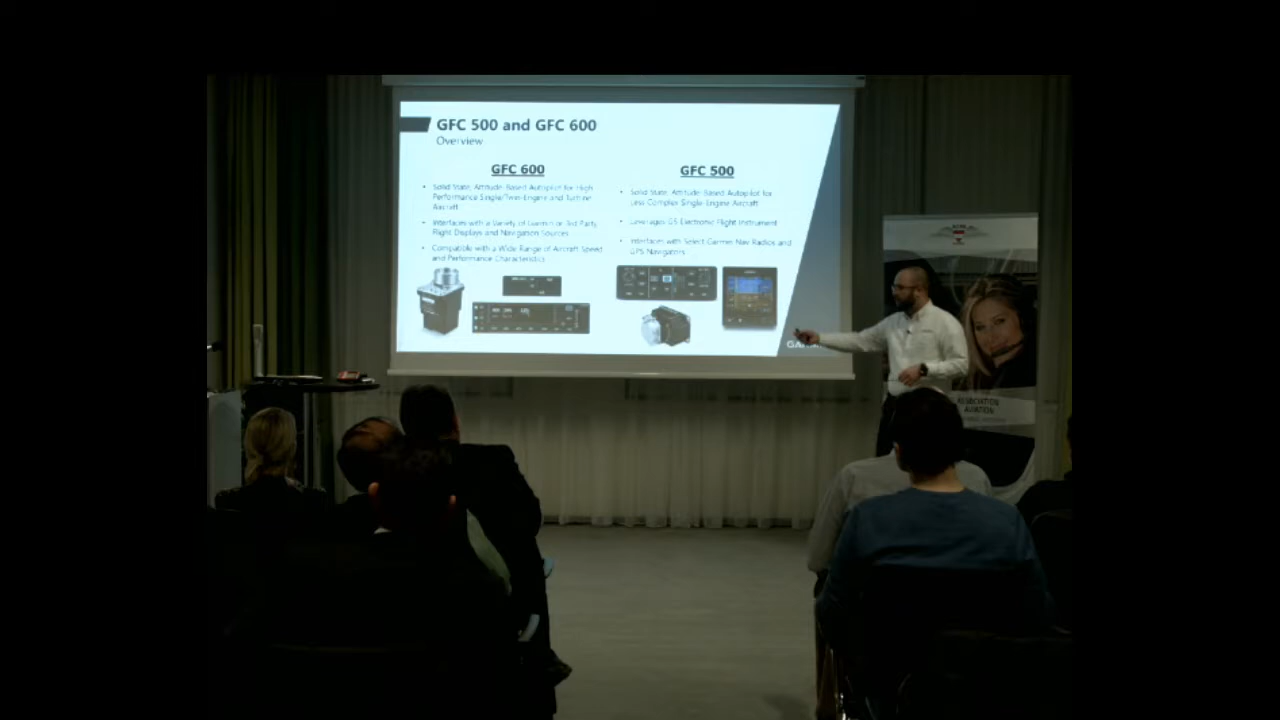 GFC 500 and GFC 600
Overview
GFC 600
• Solid State, Attitude-Based Autopilot for High
Performance Single/Twin-Engine and Turbine
Aircraft
• Interfaces with a Variety of Garmin or 3rd Party
Flight Displays and Navigation Sources
• Compatible with a Wide Range of Aircraft Speed
and Performance Characteristics
GFC 500
• Solid State, Attitude-Based Autopilot for
Less Complex Single-Engine Aircraft
• Leverages G5 Electronic Flight Instrument
• Interfaces with Select Garmin Nav Radios and
GPS Navigators
ASSOCIATION
AVIATION